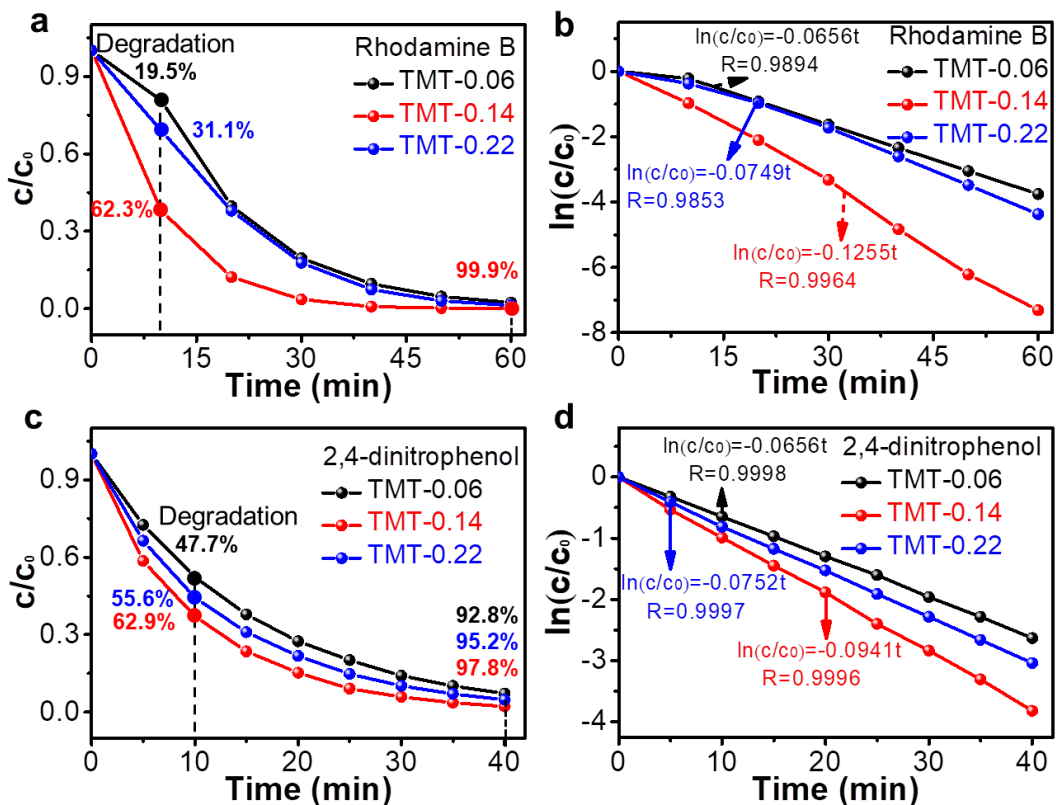 a
Degradation
19.5%
Rhodamine B
TMT-0.06
TMT-0.14
TMT-0.22
31.1%
62.3%
99.9%
0.9
0.6
0.3
0.0
c/c₀
0 15 30 45 60
Time (min)
b
ln(c/c₀)=-0.0656t
R=0.9894
Rhodamine B
TMT-0.06
TMT-0.14
TMT-0.22
ln(c/c₀)=-0.0749t
R=0.9853
ln(c/c₀)=-0.1255t
R=0.9964
0
-2
-4
-6
-8
ln(c/c₀)
0 15 30 45 60
Time (min)
c
2,4-dinitrophenol
TMT-0.06
TMT-0.14
TMT-0.22
Degradation
47.7%
55.6%
62.9%
92.8%
95.2%
97.8%
0.9
0.6
0.3
0.0
c/c₀
0 10 20 30 40
Time (min)
d
ln(c/c₀)=-0.0656t
R=0.9998
2,4-dinitrophenol
TMT-0.06
TMT-0.14
TMT-0.22
ln(c/c₀)=-0.0752t
R=0.9997
ln(c/c₀)=-0.0941t
R=0.9996
0
-1
-2
-3
-4
ln(c/c₀)
0 10 20 30 40
Time (min)